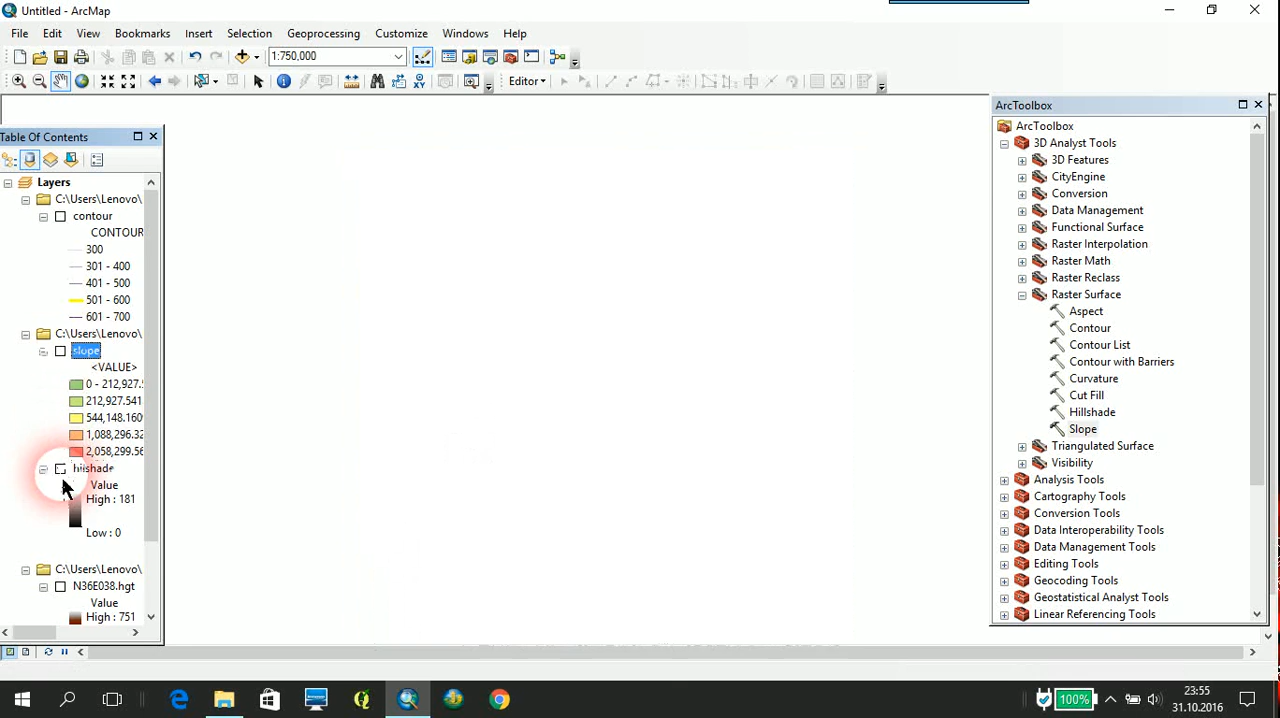 Untitled - ArcMap
File Edit View Bookmarks Insert Selection Geoprocessing Customize Windows Help
1:750,000
Editor
Table Of Contents
Layers
C:\Users\Lenovo\
contour
CONTOUR
300
301 - 400
401 - 500
501 - 600
601 - 700
C:\Users\Lenovo\
slope
<VALUE>
0 - 212,927.5
212,927.541
544,148.160
1,088,296.32
2,058,299.56
hilshade
Value
High : 181
Low : 0
C:\Users\Lenovo\
N36E038.hgt
Value
High : 751
ArcToolbox
ArcToolbox
3D Analyst Tools
3D Features
CityEngine
Conversion
Data Management
Functional Surface
Raster Interpolation
Raster Math
Raster Reclass
Raster Surface
Aspect
Contour
Contour List
Contour with Barriers
Curvature
Cut Fill
Hillshade
Slope
Triangulated Surface
Visibility
Analysis Tools
Cartography Tools
Conversion Tools
Data Interoperability Tools
Data Management Tools
Editing Tools
Geocoding Tools
Geostatistical Analyst Tools
Linear Referencing Tools
100%
23:55
31.10.2016